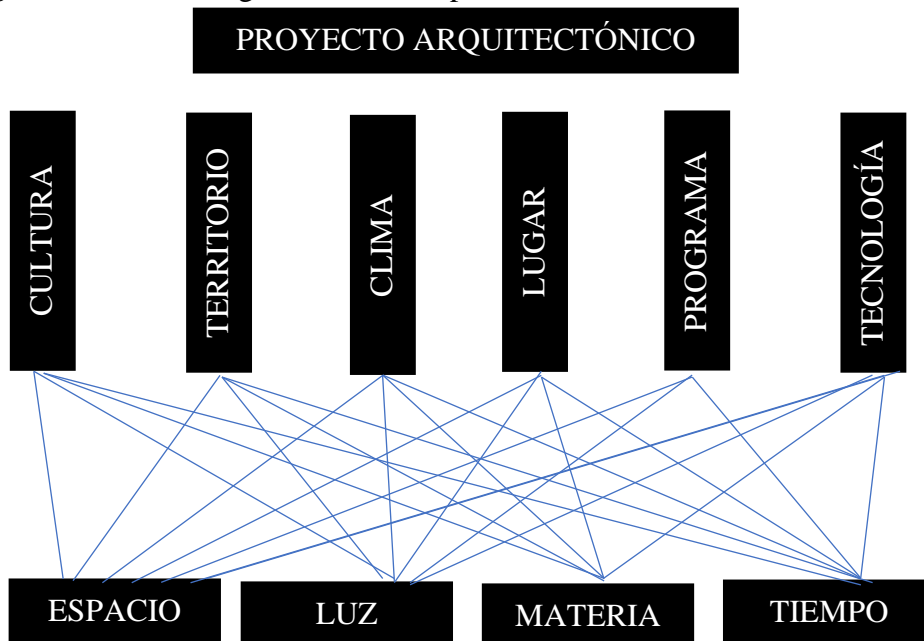 PROYECTO ARQUITECTÓNICO
CULTURA
TERRITORIO
CLIMA
LUGAR
PROGRAMA
TECNOLOGÍA
ESPACIO
LUZ
MATERIA
TIEMPO